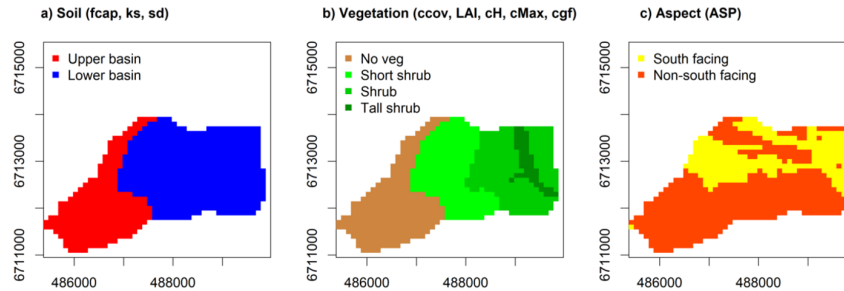 a) Soil (fcap, ks, sd)
Upper basin
Lower basin
6715000
6713000
6711000
486000
488000
b) Vegetation (ccov, LAI, cH, cMax, cgf)
No veg
Short shrub
Shrub
Tall shrub
6715000
6713000
6711000
486000
488000
c) Aspect (ASP)
South facing
Non-south facing
6715000
6713000
6711000
486000
488000